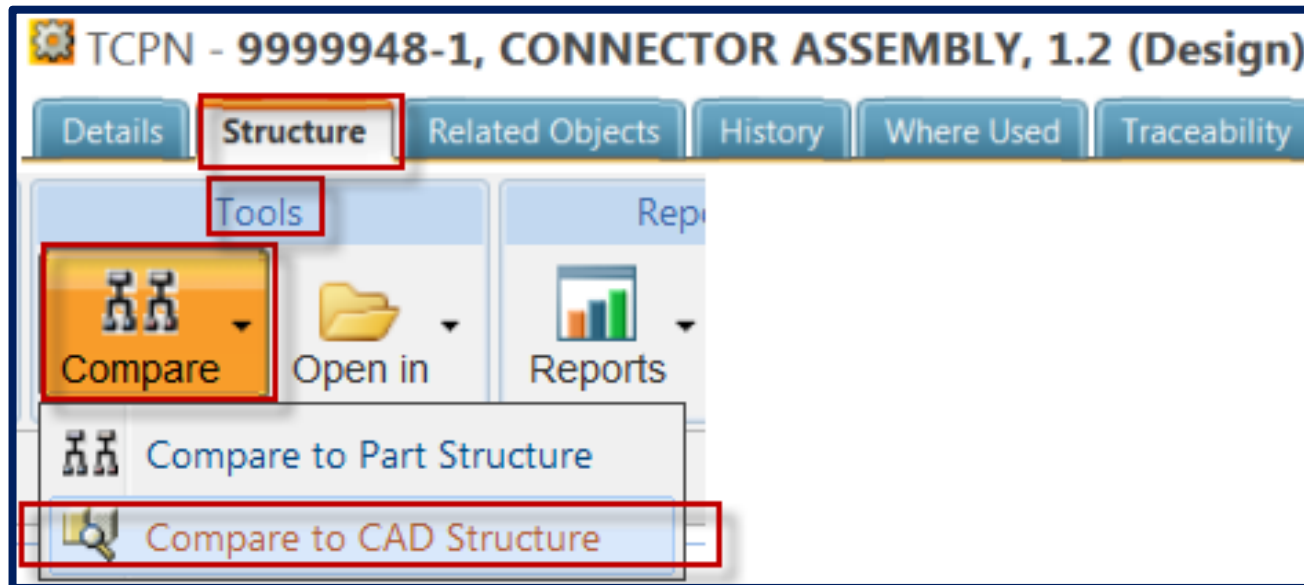 TCPN - 9999948-1, CONNECTOR ASSEMBLY, 1.2 (Design)
Details Structure Related Objects History Where Used Traceability
Tools
Compare Open in Reports
Compare to Part Structure
Compare to CAD Structure